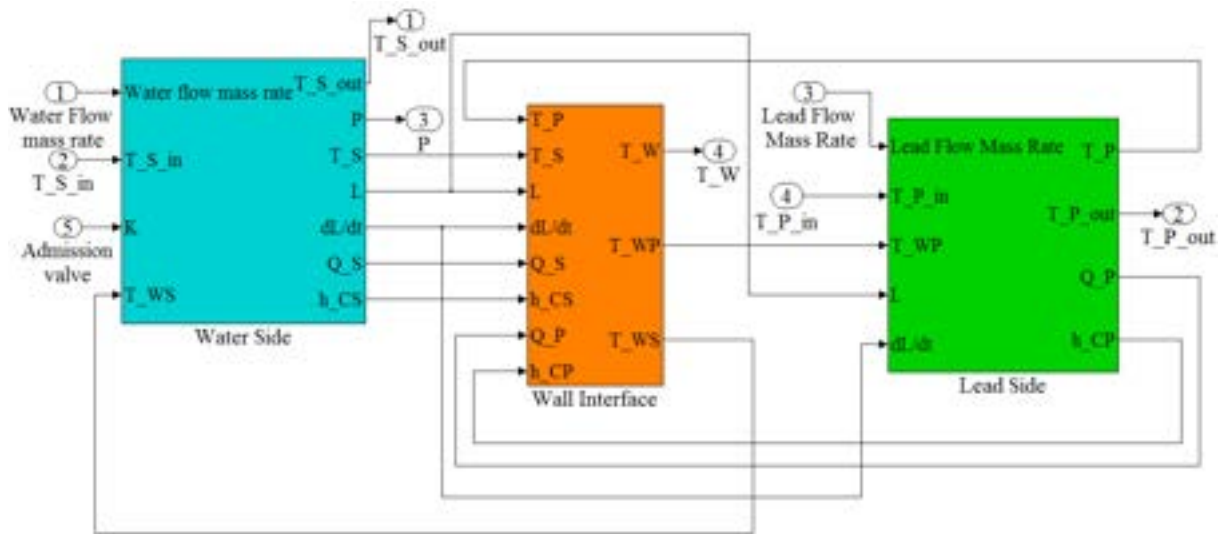 1
T_S_out
1
Water Flow
mass rate
2
T_S_in
5
Admission
valve
Water flow mass rate
T_S_in
K
T_WS
T_S_out
P
T_S
L
dL/dt
Q_S
h_CS
Water Side
3
P
T_P
T_S
L
dL/dt
Q_S
h_CS
Q_P
h_CP
T_W
T_WP
T_WS
Wall Interface
4
T_W
3
Lead Flow
Mass Rate
4
T_P_in
Lead Flow Mass Rate
T_P_in
T_WP
L
dL/dt
T_P
T_P_out
Q_P
h_CP
Lead Side
2
T_P_out